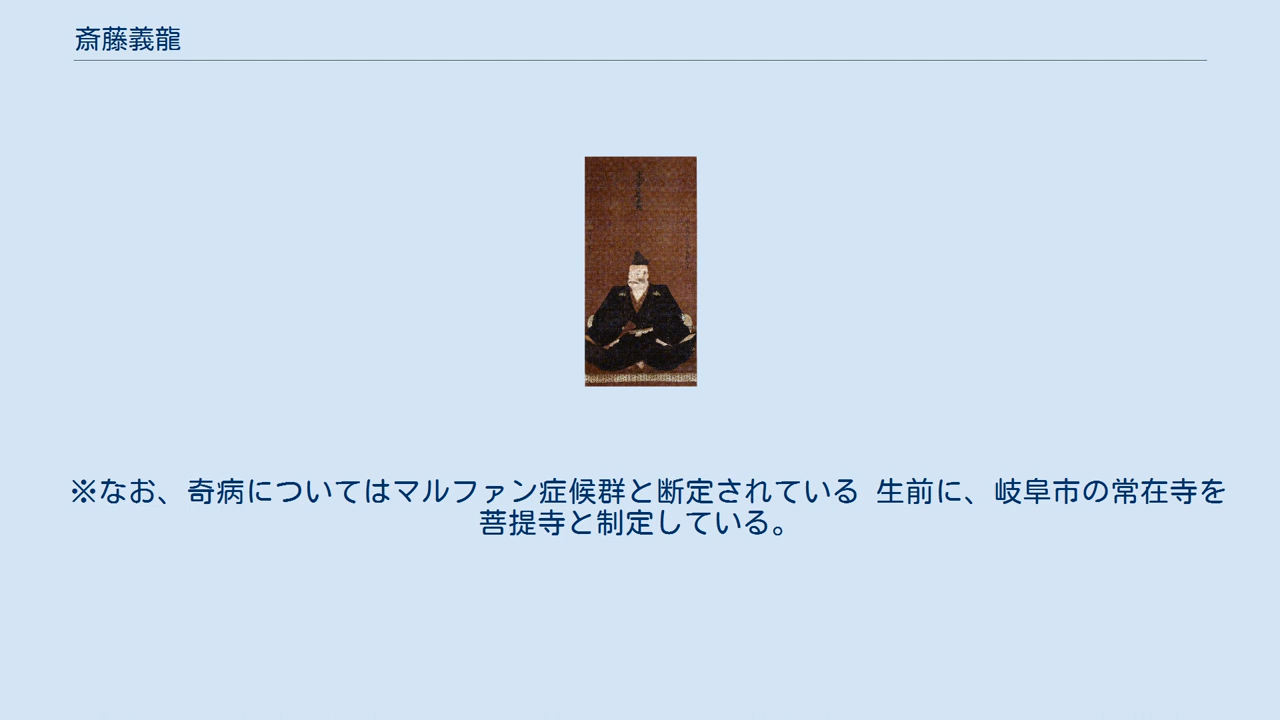 斎藤義龍
※なお、奇病についてはマルファン症候群と断定されている 生前に、岐阜市の常在寺を
菩提寺と制定している。